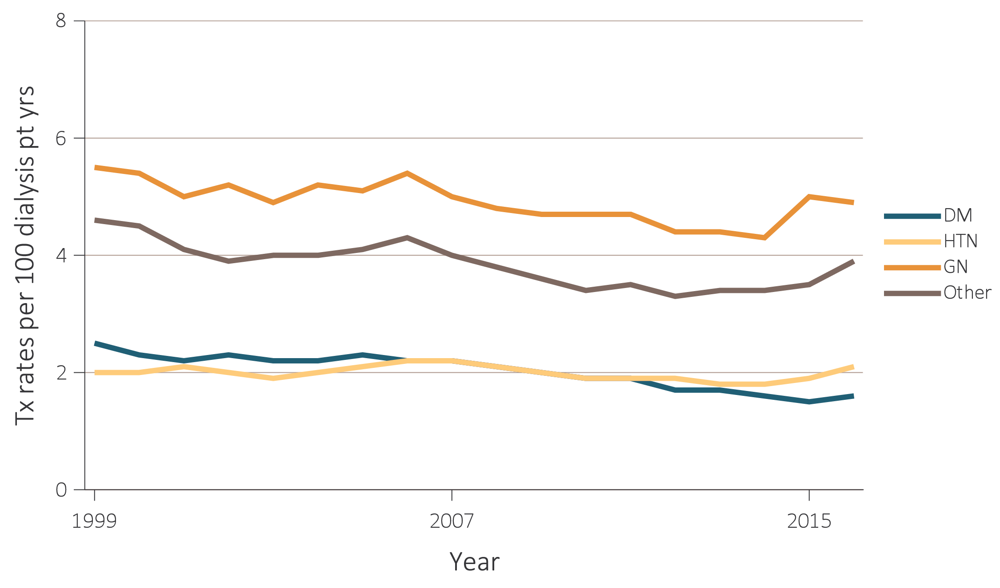 Tx rates per 100 dialysis pt yrs
8
6
4
2
0
1999 2007 2015
Year
DM
HTN
GN
Other